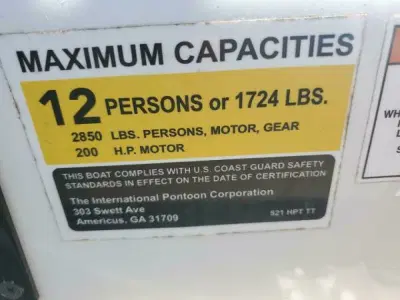 MAXIMUM CAPACITIES
12 PERSONS or 1724 LBS.
2850 LBS. PERSONS, MOTOR, GEAR
200 H.P. MOTOR
THIS BOAT COMPLIES WITH U.S. COAST GUARD SAFETY
STANDARDS IN EFFECT ON THE DATE OF CERTIFICATION
The International Pontoon Corporation
303 Swett Ave
Americus, GA 31709
S21 HPT TT
WH